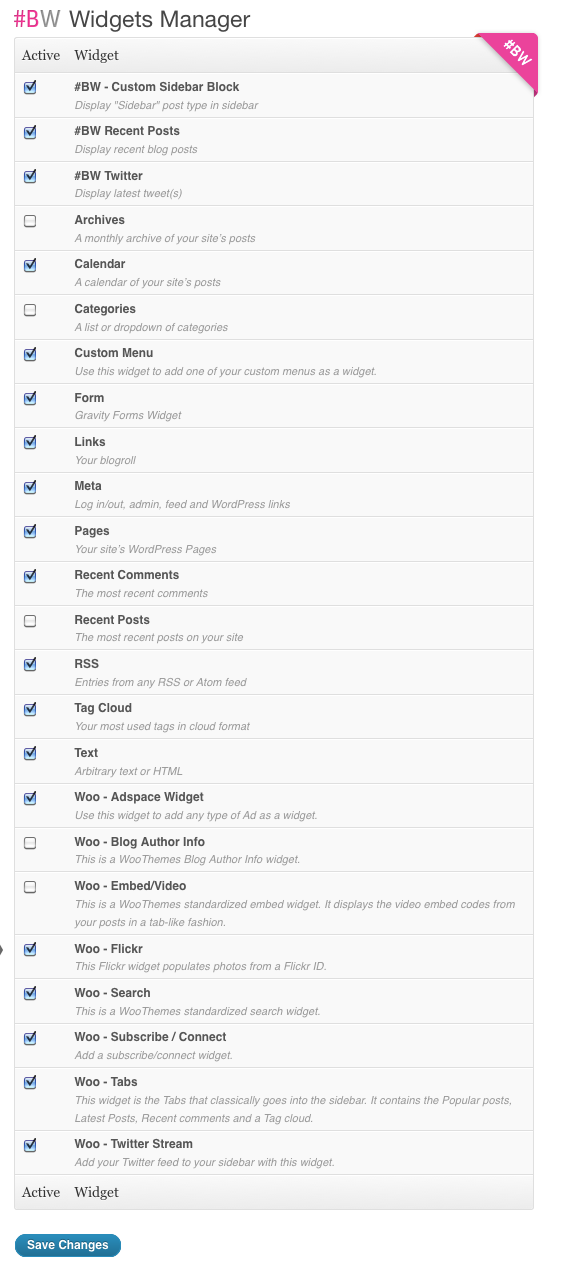 #BW Widgets Manager
#BW
Active Widget
#BW - Custom Sidebar Block
Display "Sidebar" post type in sidebar
#BW Recent Posts
Display recent blog posts
#BW Twitter
Display latest tweet(s)
Archives
A monthly archive of your site's posts
Calendar
A calendar of your site's posts
Categories
A list or dropdown of categories
Custom Menu
Use this widget to add one of your custom menus as a widget.
Form
Gravity Forms Widget
Links
Your blogroll
Meta
Log in/out, admin, feed and WordPress links
Pages
Your site's WordPress Pages
Recent Comments
The most recent comments
Recent Posts
The most recent posts on your site
RSS
Entries from any RSS or Atom feed
Tag Cloud
Your most used tags in cloud format
Text
Arbitrary text or HTML
Woo - Adspace Widget
Use this widget to add any type of Ad as a widget.
Woo - Blog Author Info
This is a WooThemes Blog Author Info widget.
Woo - Embed/Video
This is a WooThemes standardized embed widget. It displays the video embed codes from
your posts in a tab-like fashion.
Woo - Flickr
This Flickr widget populates photos from a Flickr ID.
Woo - Search
This is a WooThemes standardized search widget.
Woo - Subscribe / Connect
Add a subscribe/connect widget.
Woo - Tabs
This widget is the Tabs that classically goes into the sidebar. It contains the Popular posts,
Latest Posts, Recent comments and a Tag cloud.
Woo - Twitter Stream
Add your Twitter feed to your sidebar with this widget.
Active Widget
Save Changes